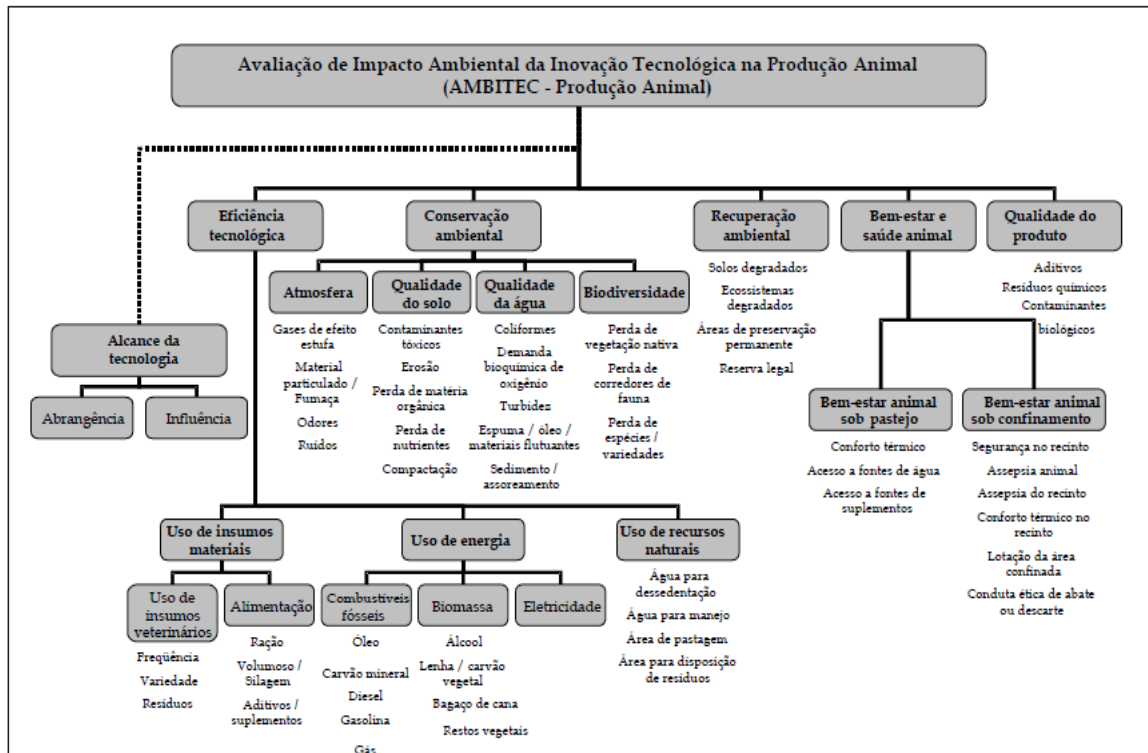 Avaliação de Impacto Ambiental da Inovação Tecnológica na Produção Animal
(AMBITEC - Produção Animal)
Eficiência
tecnológica
Conservação
ambiental
Recuperação
ambiental
Bem-estar e
saúde animal
Qualidade do
produto
Solos degradados
Ecossistemas
degradados
Áreas de preservação
permanente
Reserva legal
Aditivos
Resíduos químicos
Contaminantes
biológicos
Atmosfera
Qualidade
do solo
Qualidade
da água
Biodiversidade
Gases de efeito
estufa
Material
particulado /
Fumaça
Odores
Ruídos
Contaminantes
tóxicos
Erosão
Perda de matéria
orgânica
Perda de
nutrientes
Compactação
Coliformes
Demanda
bioquímica de
oxigênio
Turbidez
Espuma / óleo /
materiais flutuantes
Sedimento /
assoreamento
Perda de
vegetação nativa
Perda de
corredores de
fauna
Perda de
espécies /
variedades
Alcance da
tecnologia
Abrangência
Influência
Bem-estar animal
sob pastejo
Bem-estar animal
sob confinamento
Conforto térmico
Acesso a fontes de água
Acesso a fontes de
suplementos
Segurança no recinto
Assepsia animal
Assepsia do recinto
Conforto térmico no
recinto
Lotação da área
confinada
Conduta ética de abate
ou descarte
Uso de insumos
materiais
Uso de energia
Uso de recursos
naturais
Uso de
insumos
veterinários
Alimentação
Combustíveis
fósseis
Biomassa
Eletricidade
Freqüência
Variedade
Resíduos
Ração
Volumoso /
Silagem
Aditivos /
suplementos
Óleo
Carvão mineral
Diesel
Gasolina
Gás
Álcool
Lenha / carvão
vegetal
Bagaço de cana
Restos vegetais
Água para
dessedentação
Água para manejo
Área de pastagem
Área para disposição
de resíduos